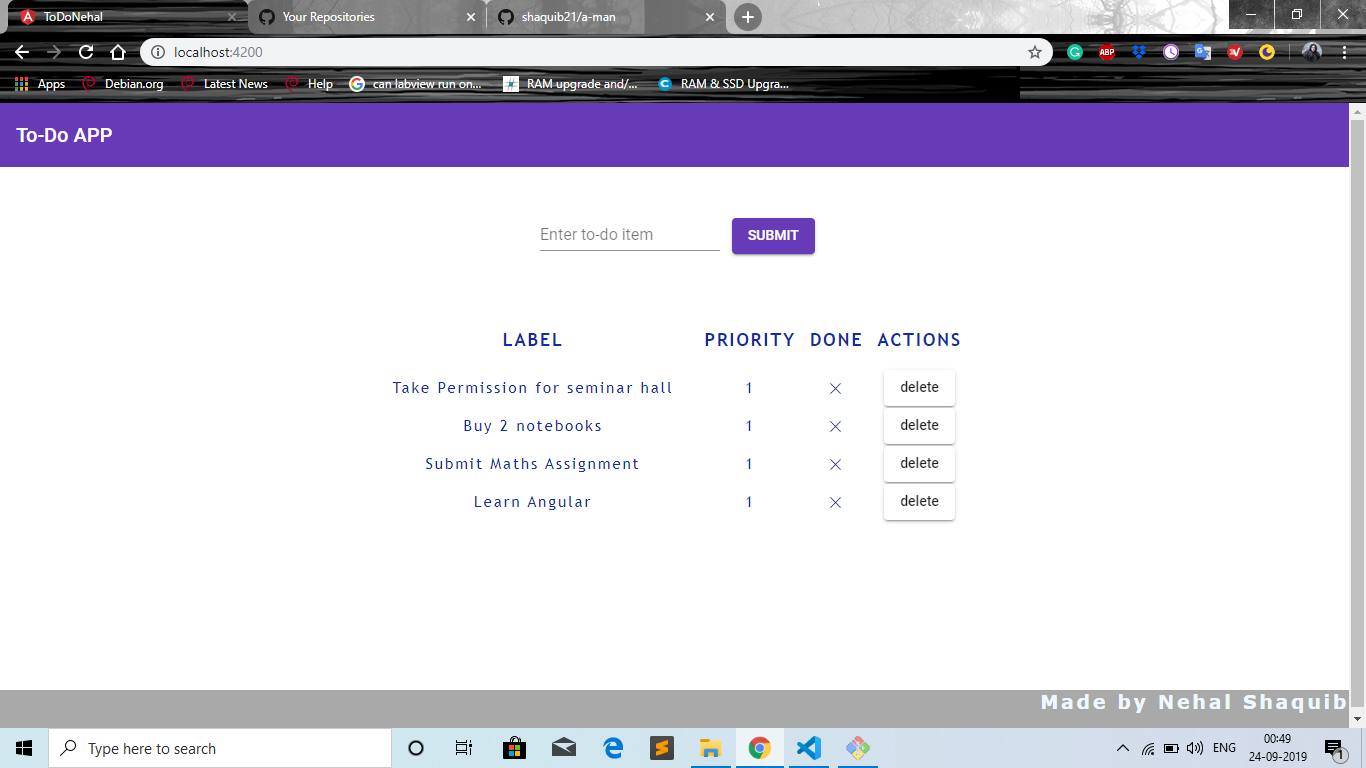 ToDoNehal
Your Repositories
shaquib21/a-man
localhost:4200
ABP
Apps
Debian.org
Latest News
Help
can labview run on...
RAM upgrade and/...
RAM & SSD Upgra...
To-Do APP
Enter to-do item
SUBMIT
LABEL PRIORITY DONE ACTIONS
Take Permission for seminar hall 1 delete
Buy 2 notebooks 1 delete
Submit Maths Assignment 1 delete
Learn Angular 1 delete
Made by Nehal Shaquib
Type here to search
ENG
00:49
24-09-2019
1